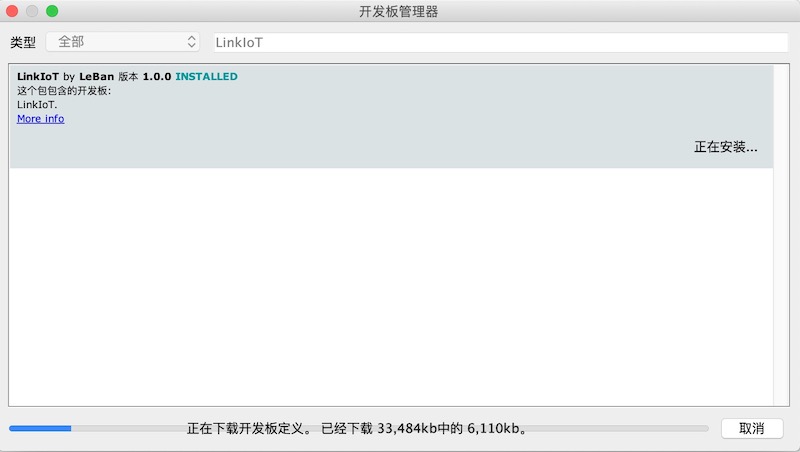 开发板管理器
类型 全部 LinkIoT
LinkIoT by LeBan 版本 1.0.0 INSTALLED
这个包包含的开发板:
LinkIoT.
More info
正在安装...
正在下载开发板定义。 已经下载 33,484kb中的 6,110kb。 取消